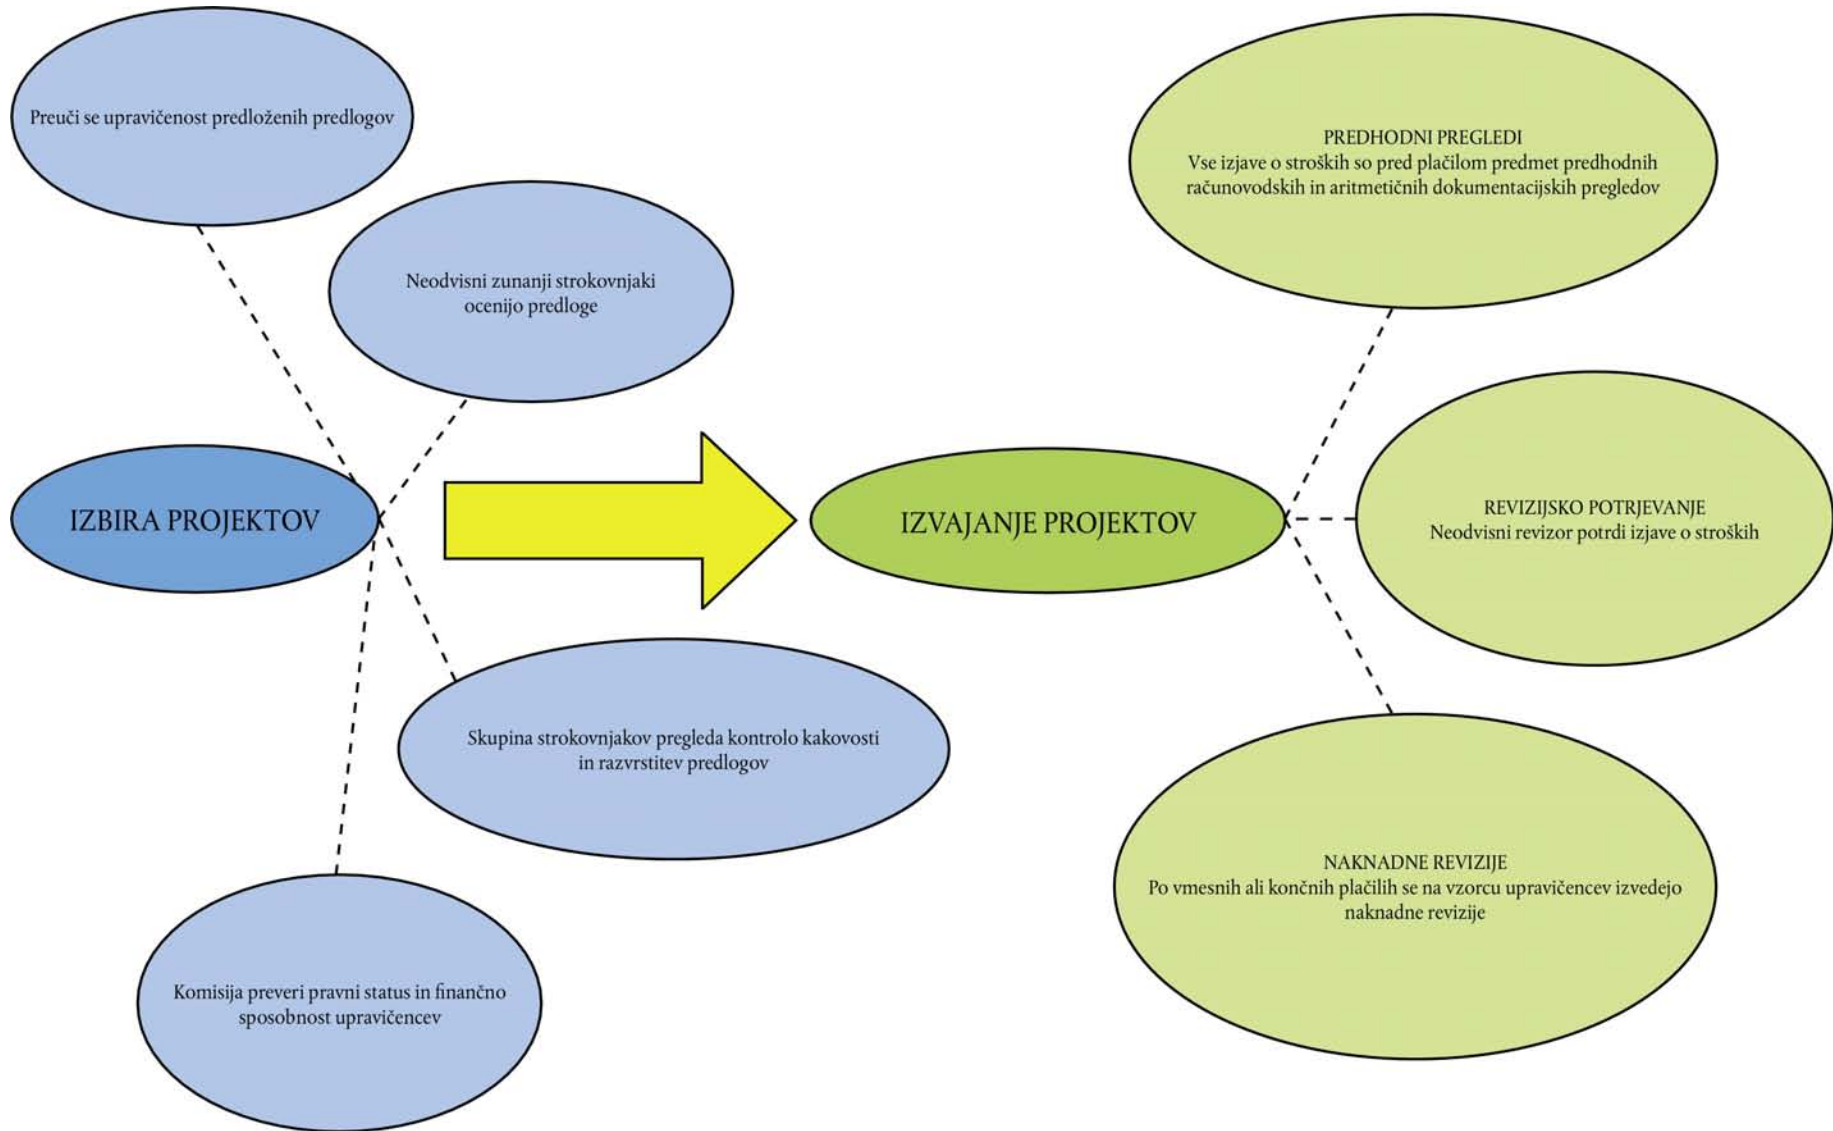 Preuči se upravičenost predloženih predlogov
Neodvisni zunanji strokovnjaki
ocenijo predloge
IZBIRA PROJEKTOV
Skupina strokovnjakov pregleda kontrolo kakovosti
in razvrstitev predlogov
Komisija preveri pravni status in finančno
sposobnost upravičencev
IZVAJANJE PROJEKTOV
PREDHODNI PREGLEDI
Vse izjave o stroških so pred plačilom predmet predhodnih
računovodskih in aritmetičnih dokumentacijskih pregledov
REVIZIJSKO POTRJEVANJE
Neodvisni revizor potrdi izjave o stroških
NAKNADNE REVIZIJE
Po vmesnih ali končnih plačilih se na vzorcu upravičencev izvedejo
naknadne revizije